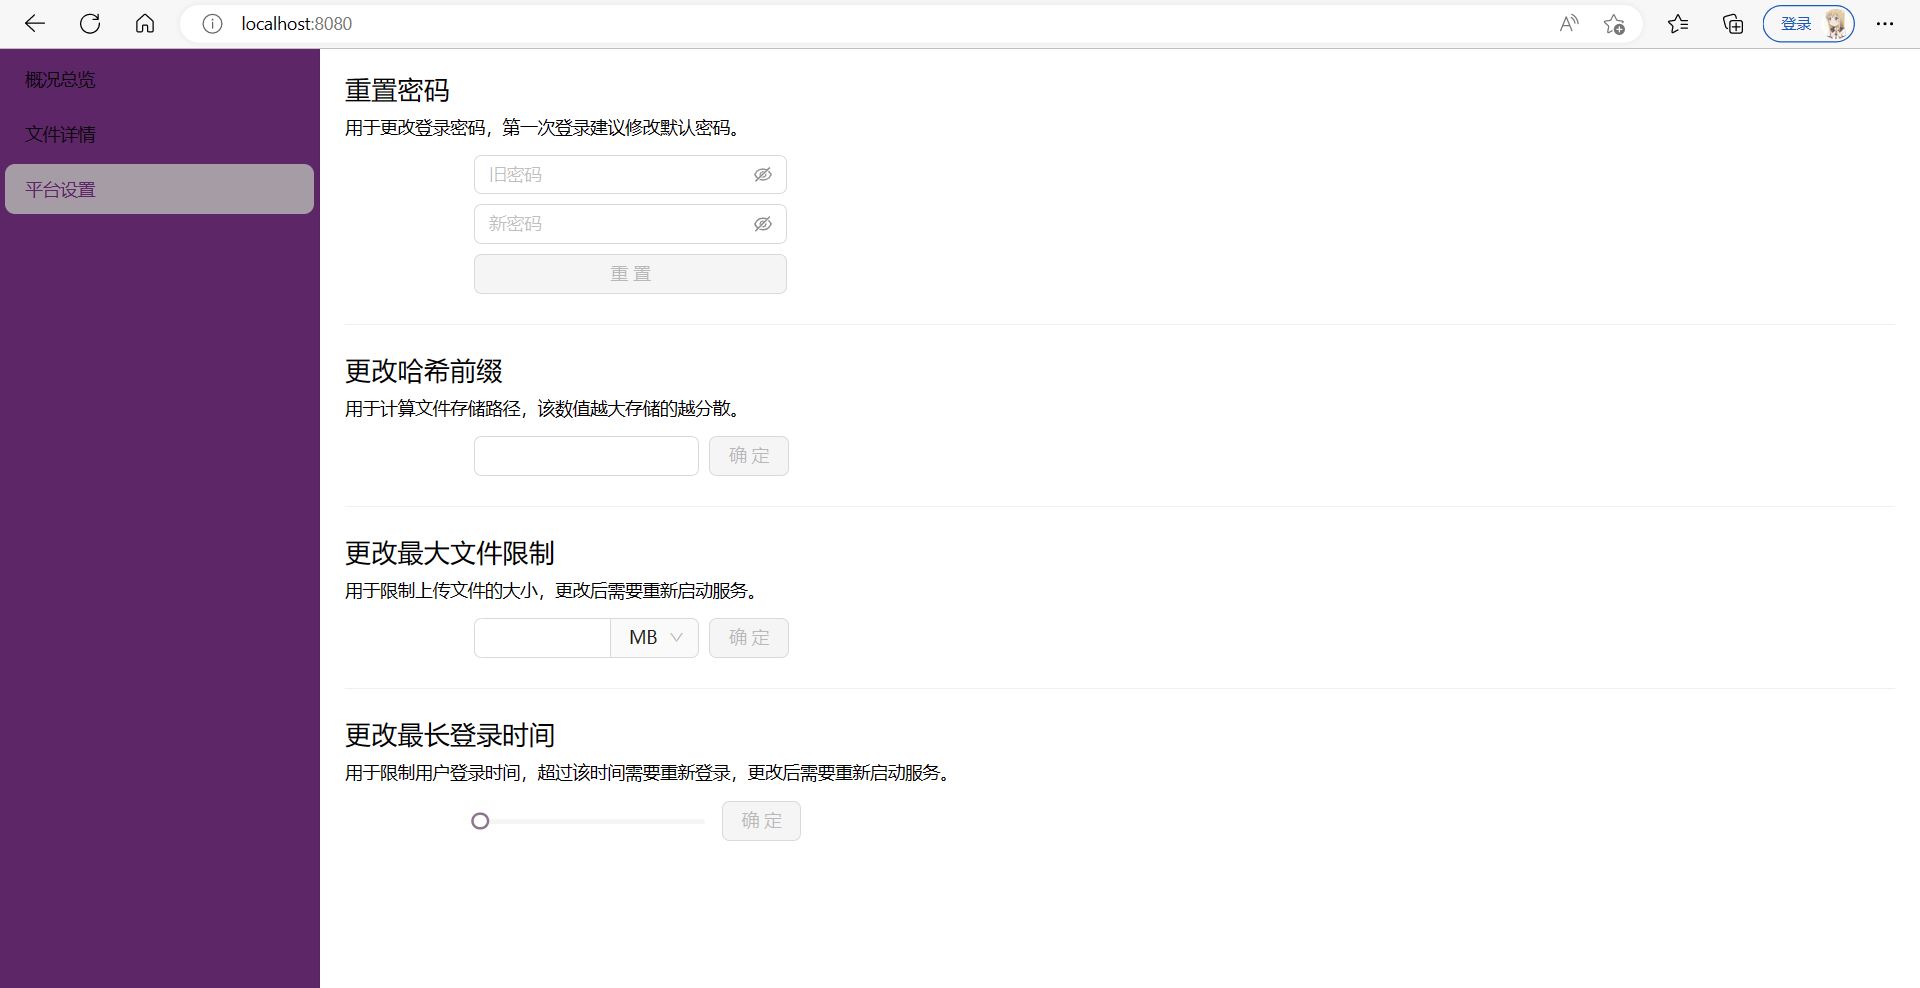 localhost:8080
登录
概况总览
文件详情
平台设置
重置密码
用于更改登录密码，第一次登录建议修改默认密码。
旧密码
新密码
重 置
更改哈希前缀
用于计算文件存储路径，该数值越大存储的越分散。
确 定
更改最大文件限制
用于限制上传文件的大小，更改后需要重新启动服务。
MB 确 定
更改最长登录时间
用于限制用户登录时间，超过该时间需要重新登录，更改后需要重新启动服务。
确 定